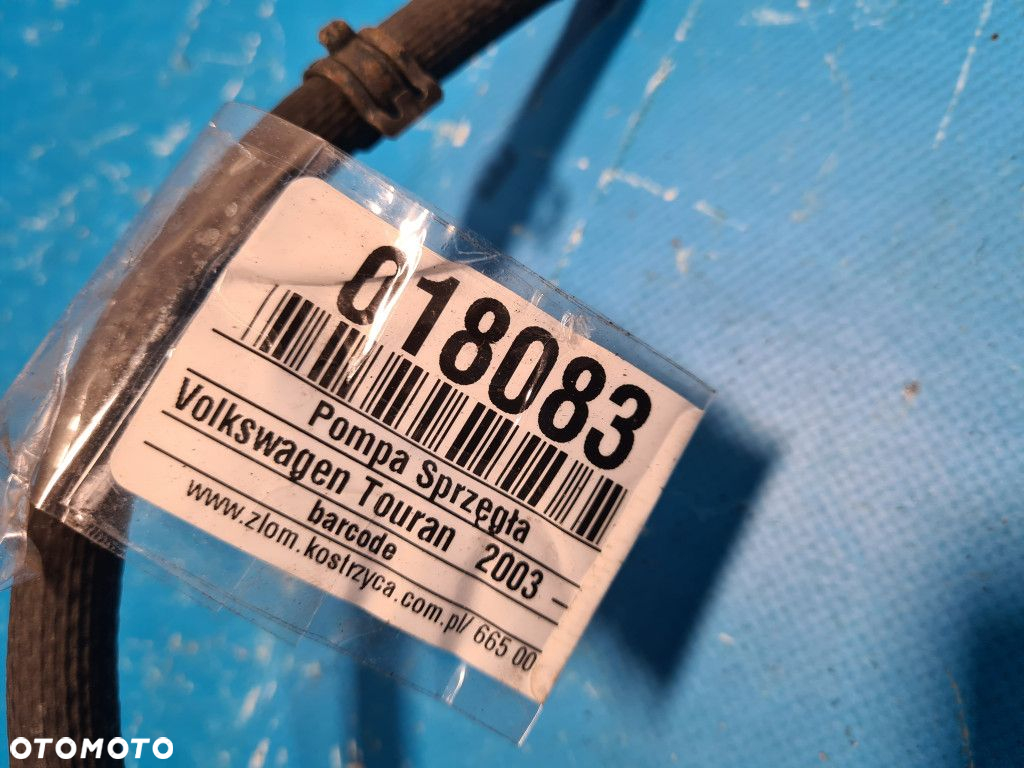 018083
Pompa Sprzęgła
Volkswagen Touran 2003 –
barcode
www.zlom.kostrzyca.com.pl/ 665 00
OTOMOTO